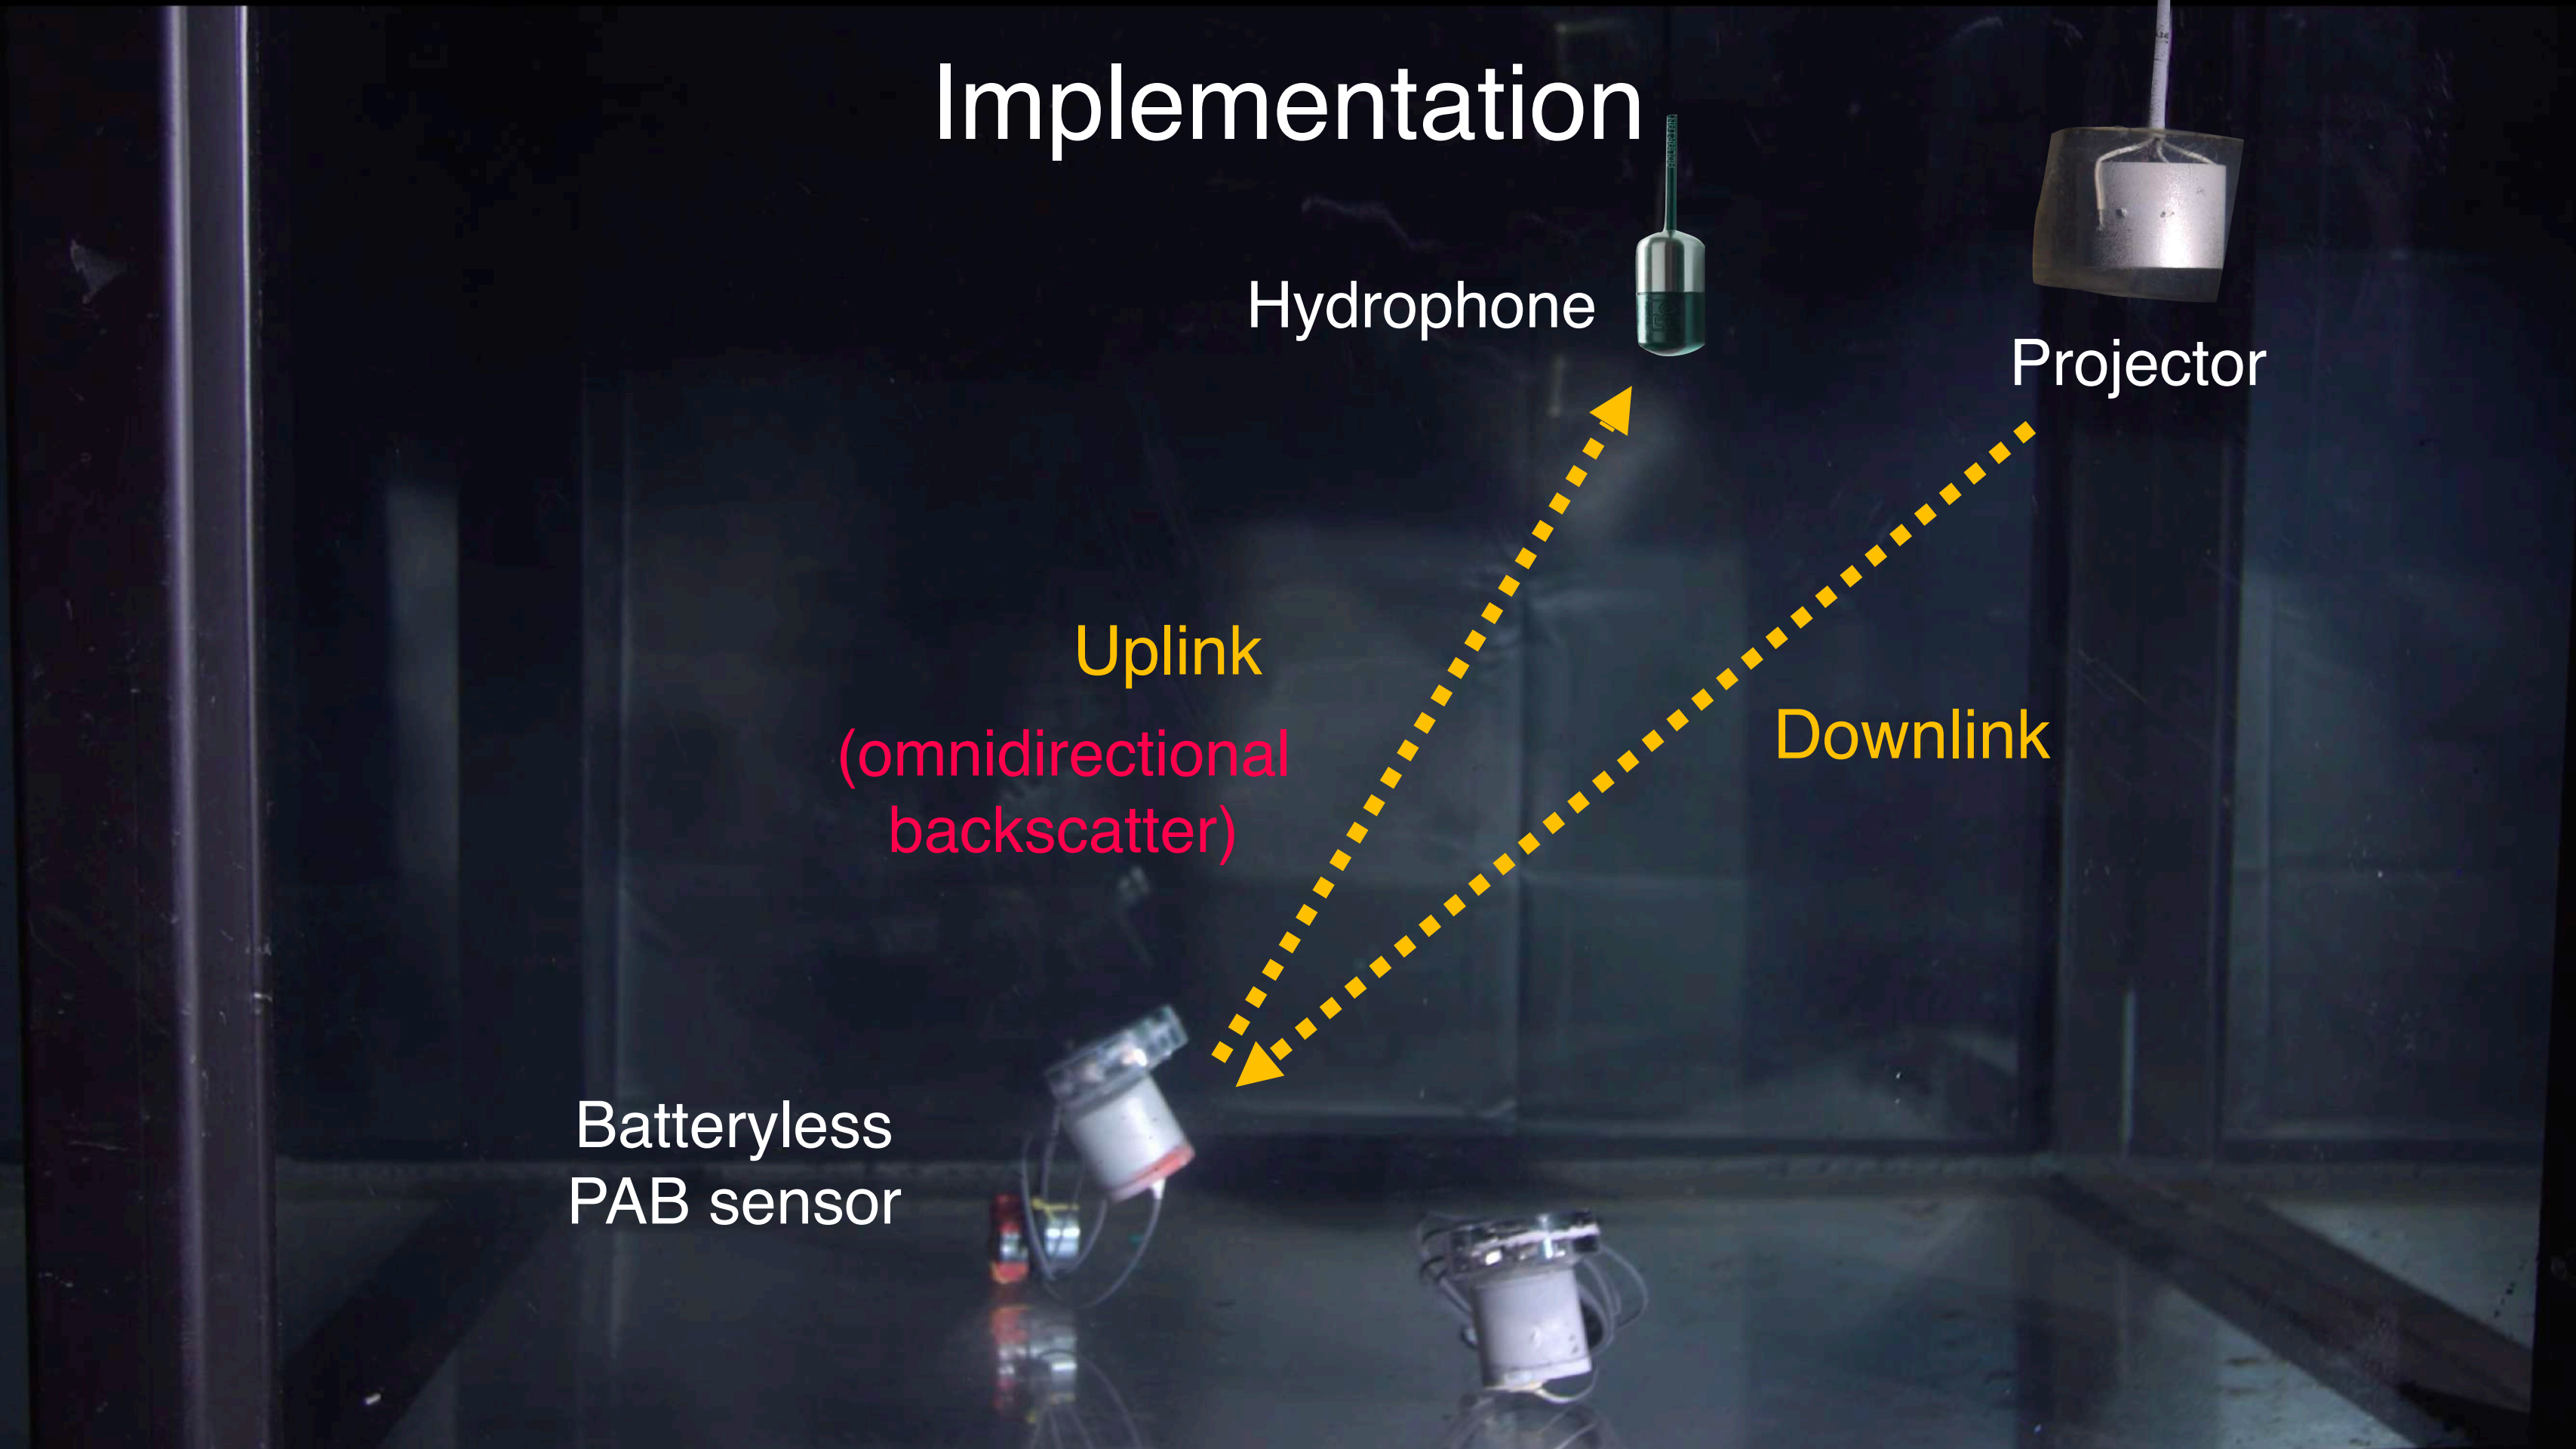 Implementation
Hydrophone
Projector
Uplink
(omnidirectional
backscatter)
Downlink
Batteryless
PAB sensor